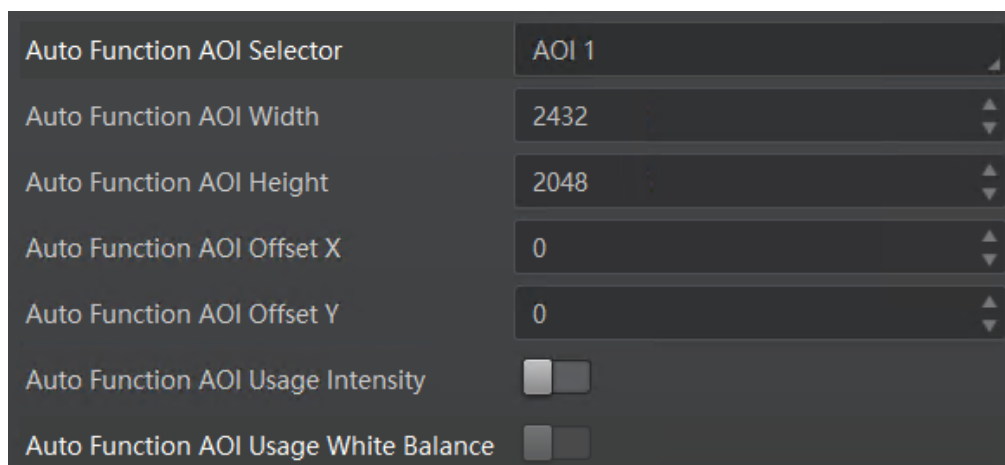 Auto Function AOI Selector AOI 1
Auto Function AOI Width 2432
Auto Function AOI Height 2048
Auto Function AOI Offset X 0
Auto Function AOI Offset Y 0
Auto Function AOI Usage Intensity
Auto Function AOI Usage White Balance